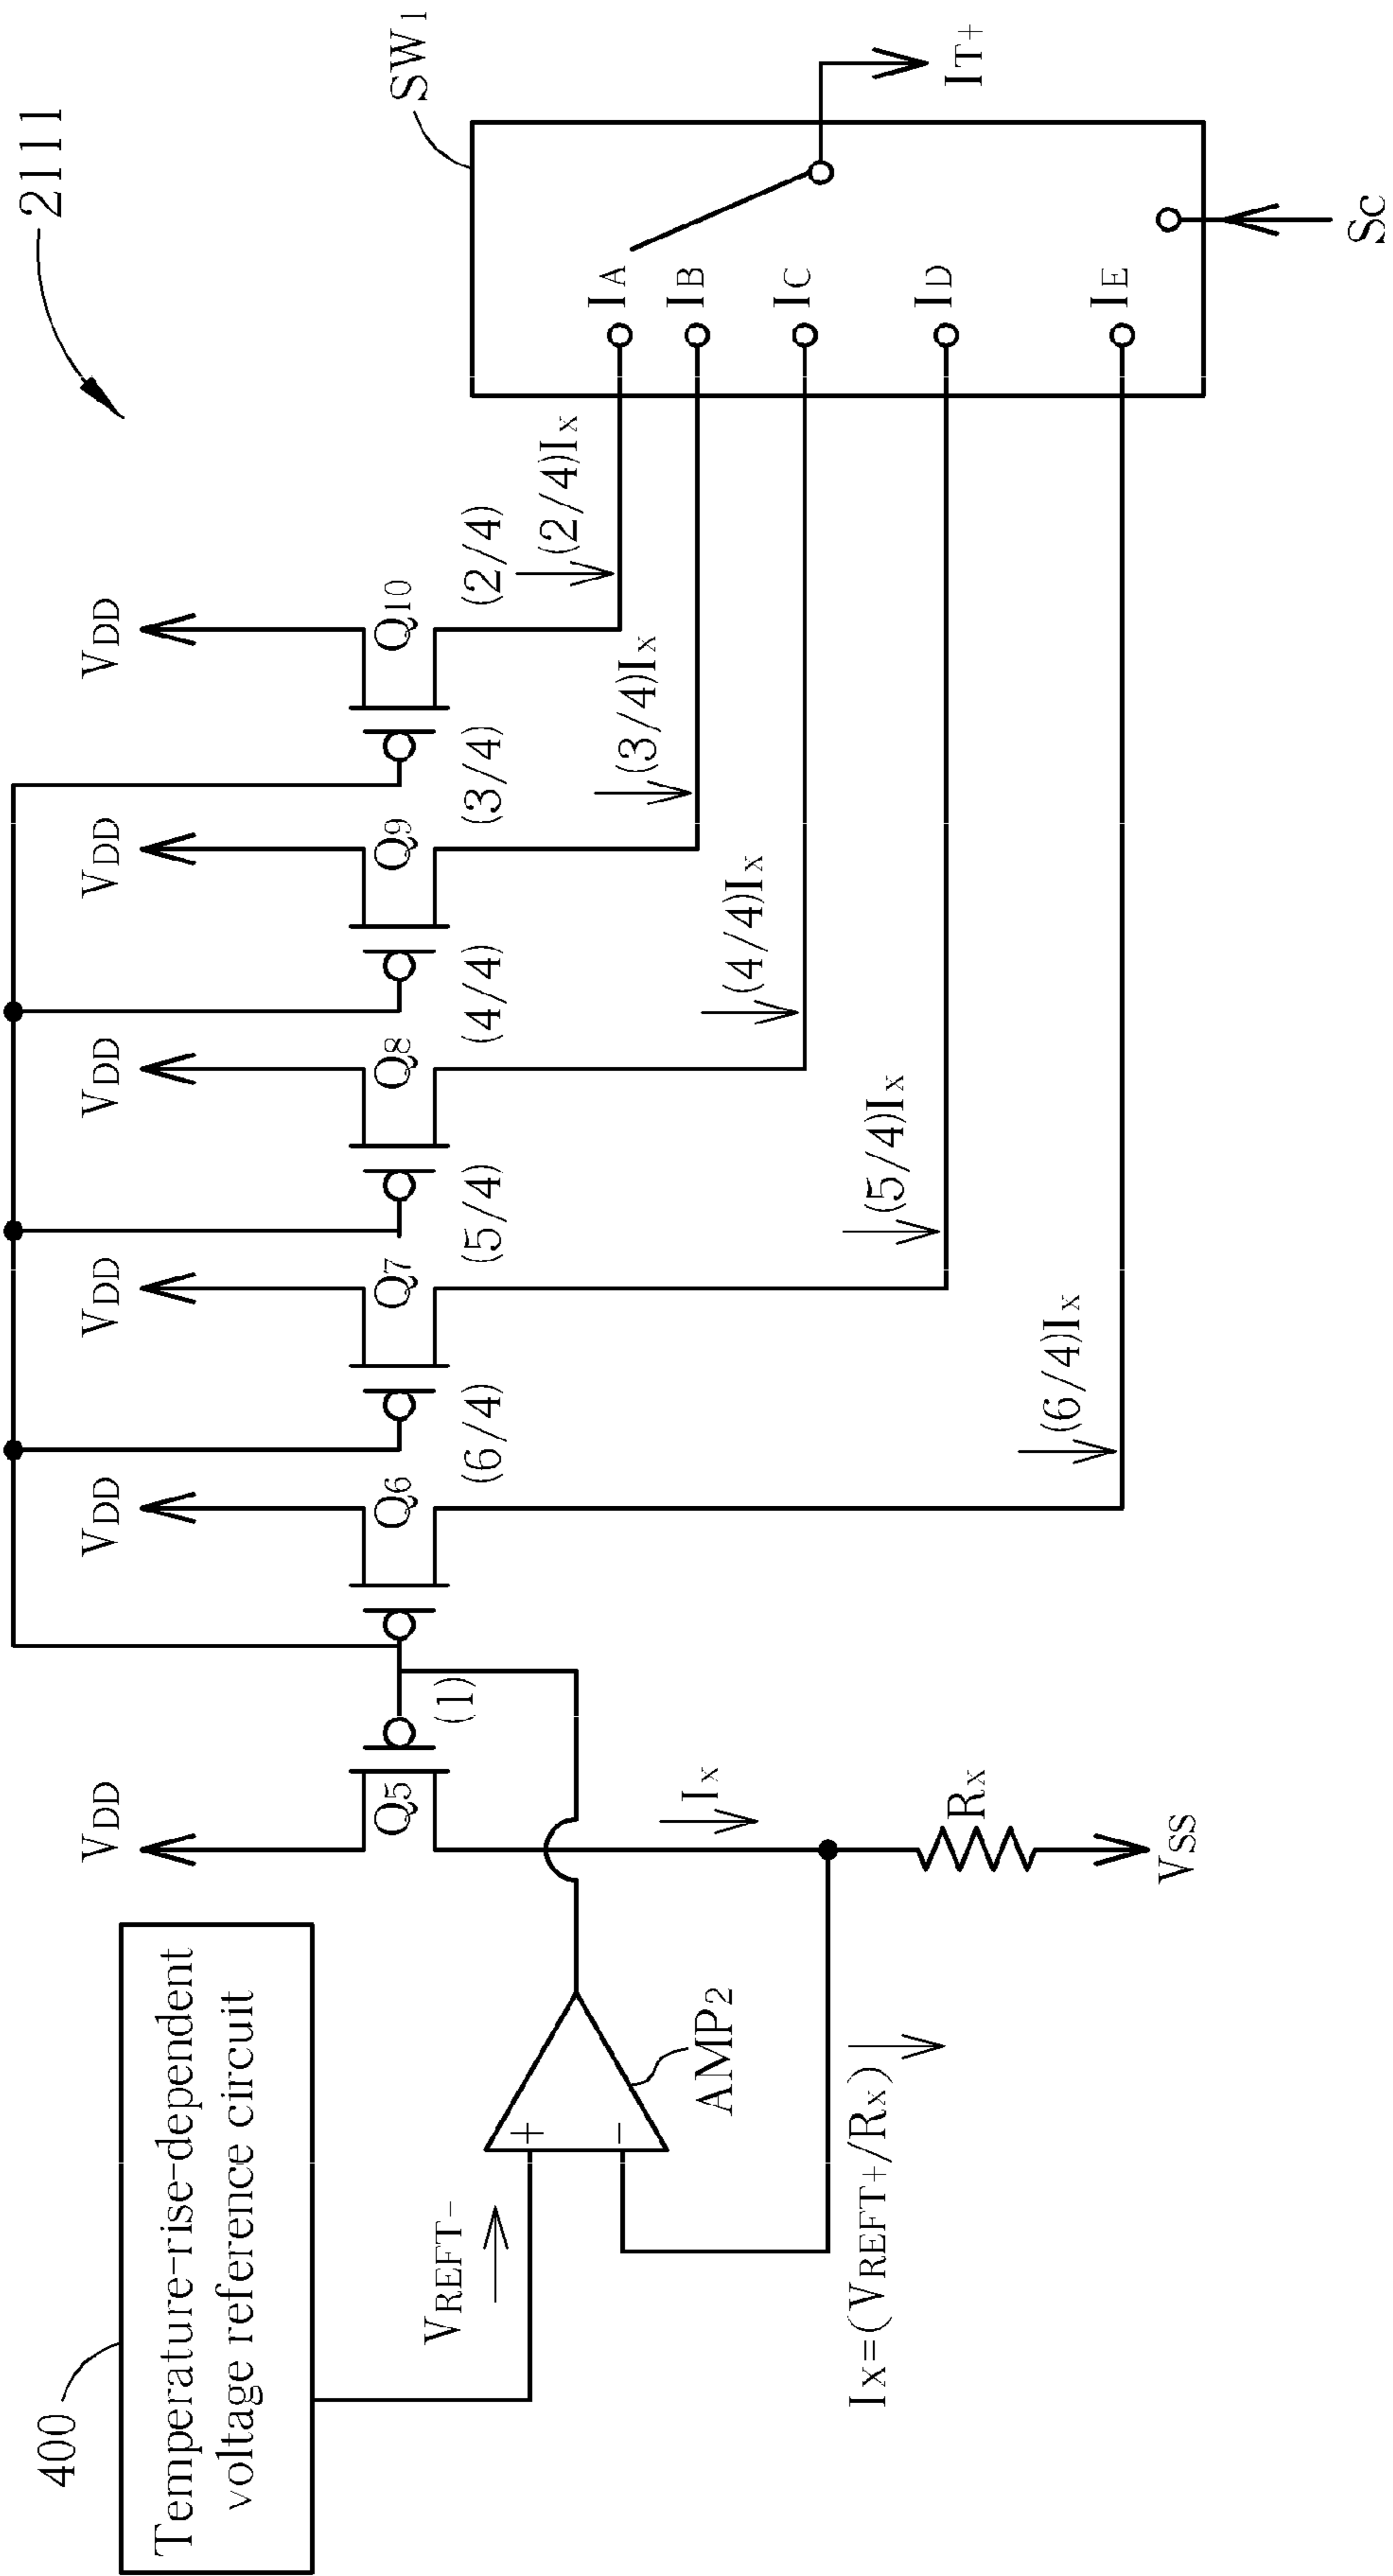 2111
400
Temperature-rise-dependent
voltage reference circuit
VREFT-
+
-
AMP2
IX=(VREFT+/RX)
VDD
Q5
(1)
IX
RX
VSS
VDD
Q6
(6/4)
(6/4)IX
VDD
Q7
(5/4)
(5/4)IX
VDD
Q8
(4/4)
(4/4)IX
VDD
Q9
(3/4)
(3/4)IX
VDD
Q10
(2/4)
(2/4)IX
SW1
IA
IB
IC
ID
IE
IT+
SC